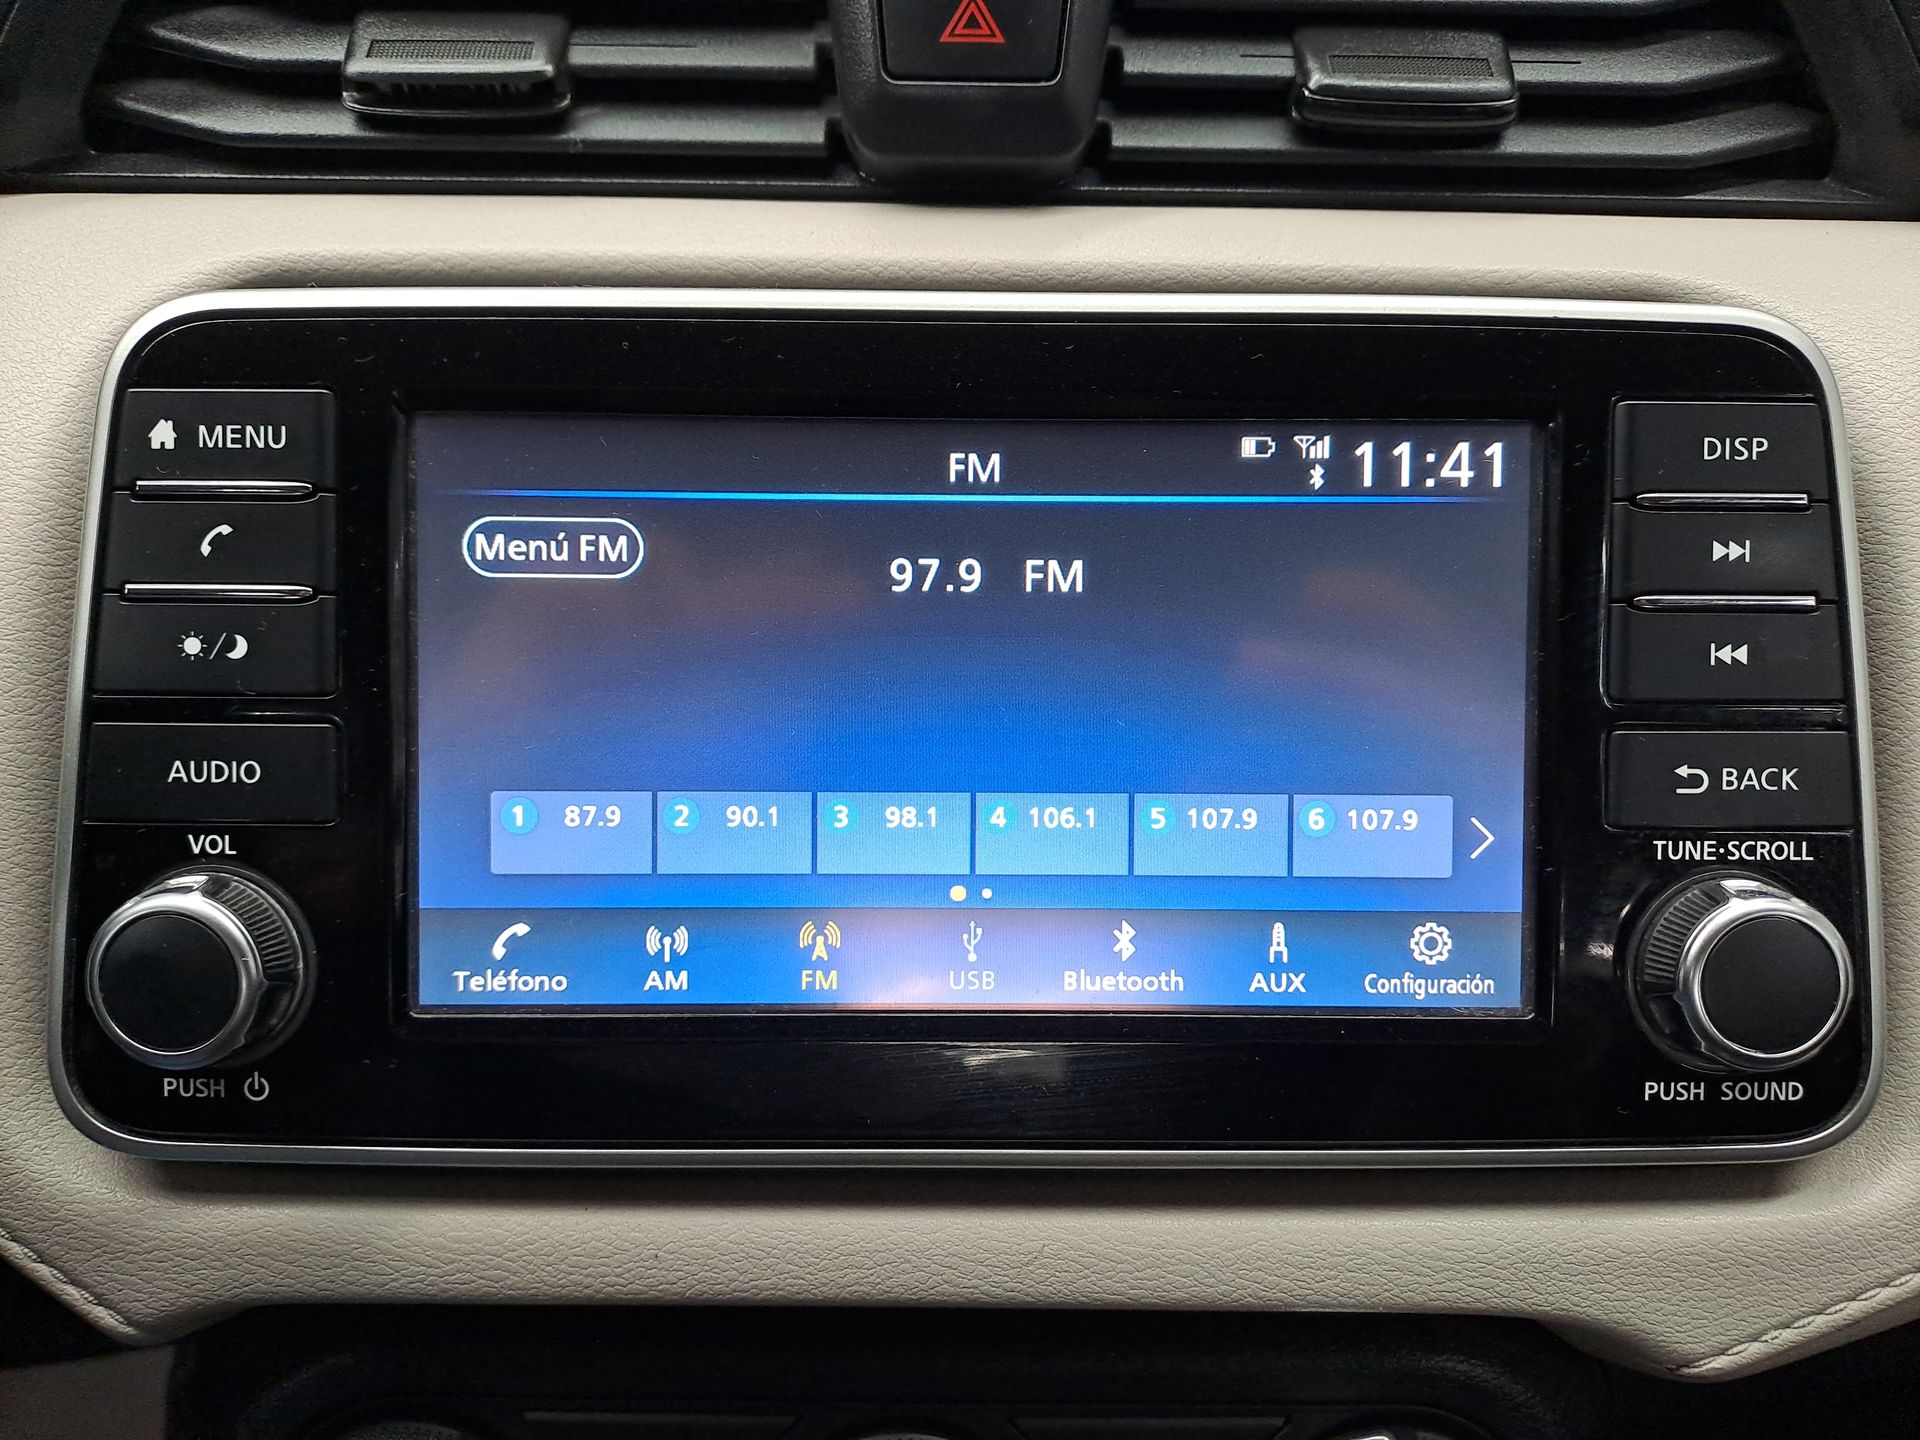 MENU
AUDIO
VOL
PUSH
FM
11:41
Menú FM
97.9 FM
1 87.9
2 90.1
3 98.1
4 106.1
5 107.9
6 107.9
Teléfono
AM
FM
USB
Bluetooth
AUX
Configuración
DISP
BACK
TUNE·SCROLL
PUSH SOUND